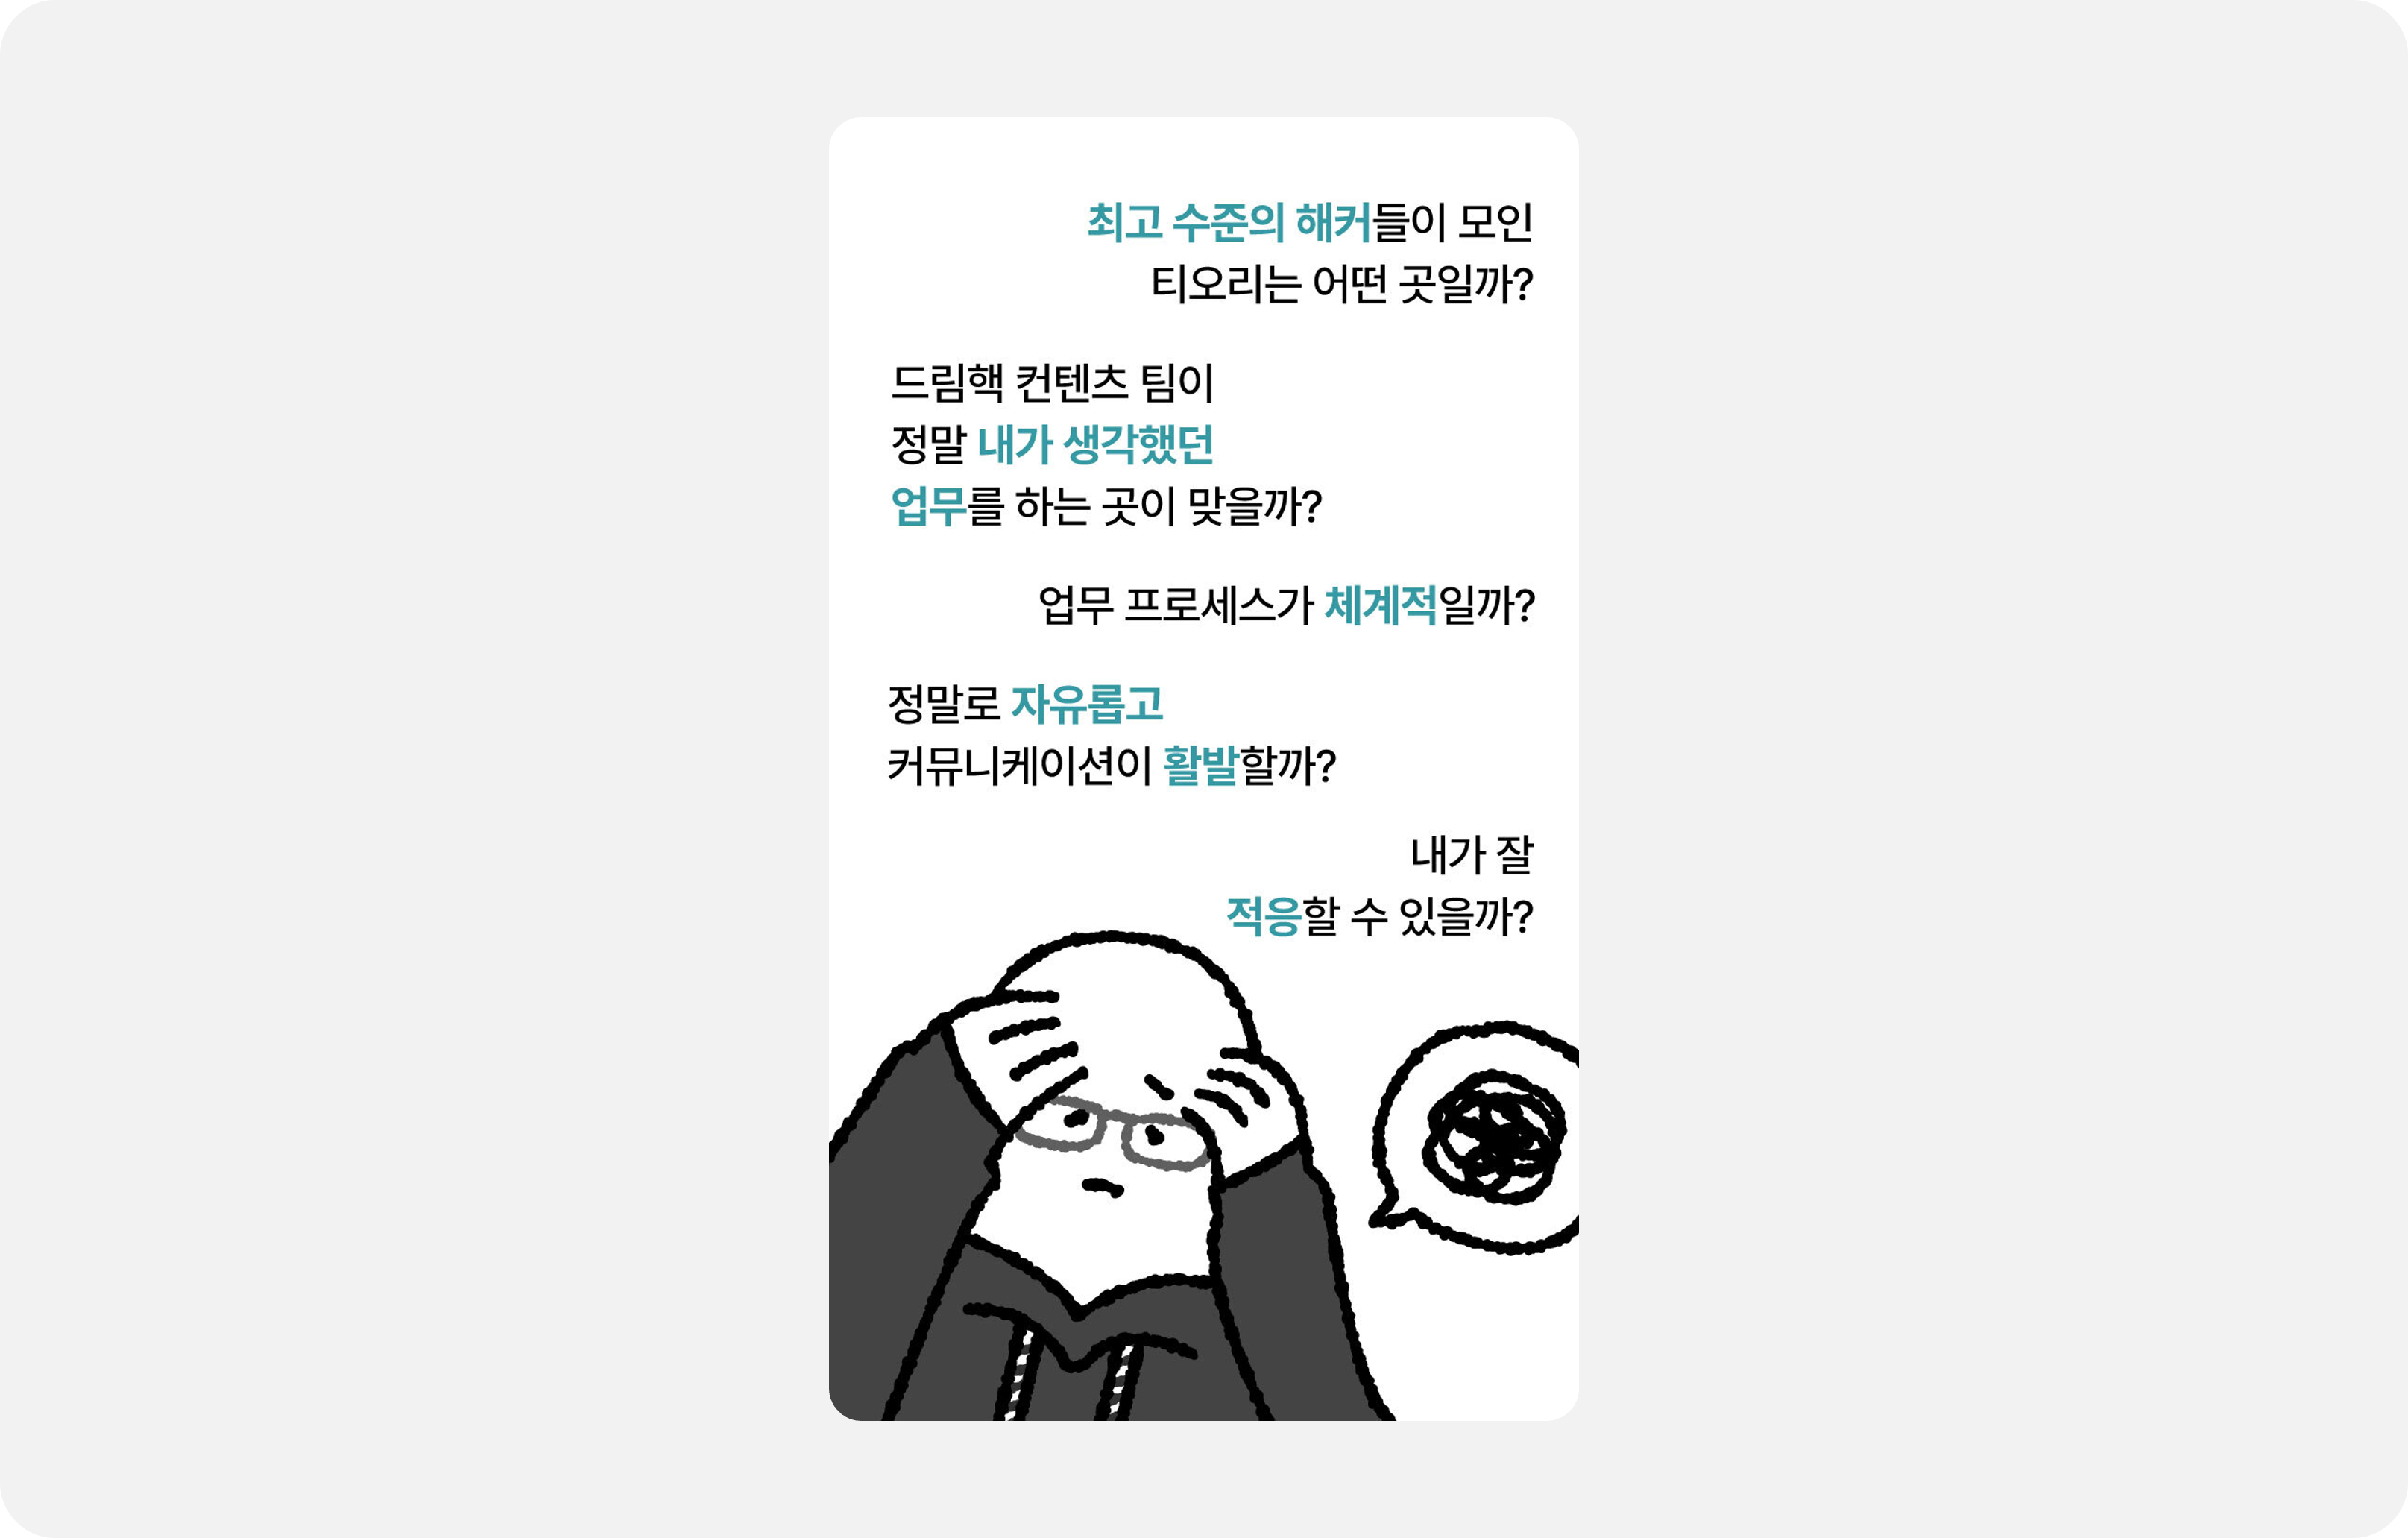 최고 수준의 해커들이 모인
티오리는 어떤 곳일까?
드림핵 컨텐츠 팀이
정말 내가 생각했던
업무를 하는 곳이 맞을까?
업무 프로세스가 체계적일까?
정말로 자유롭고
커뮤니케이션이 활발할까?
내가 잘
적응할 수 있을까?